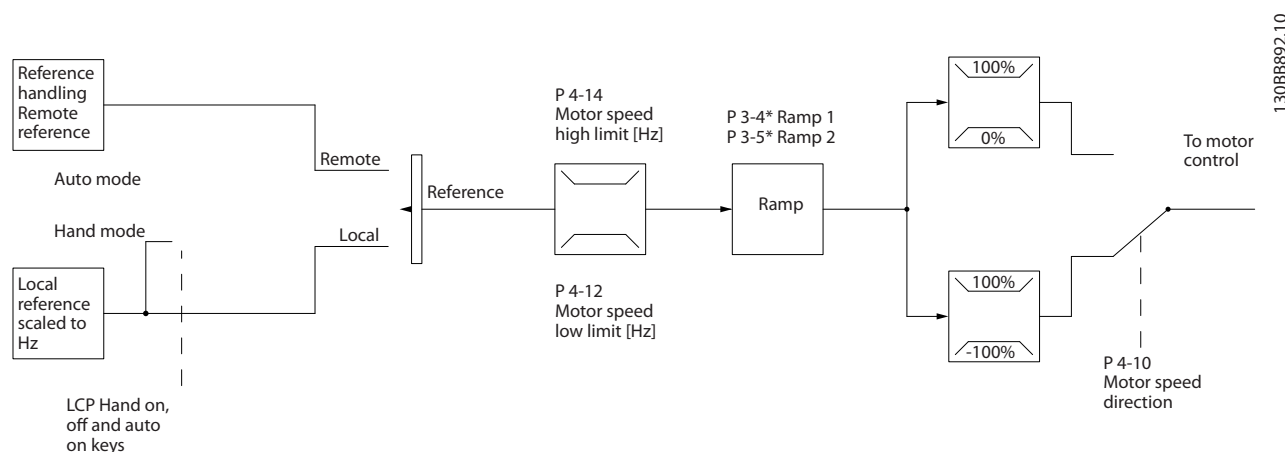 Reference
handling
Remote
reference
Auto mode
Hand mode
Local
reference
scaled to
Hz
LCP Hand on,
off and auto
on keys
Remote
Local
Reference
P 4-14
Motor speed
high limit [Hz]
P 4-12
Motor speed
low limit [Hz]
P 3-4* Ramp 1
P 3-5* Ramp 2
Ramp
100%
0%
100%
-100%
To motor
control
P 4-10
Motor speed
direction
130BB892.10